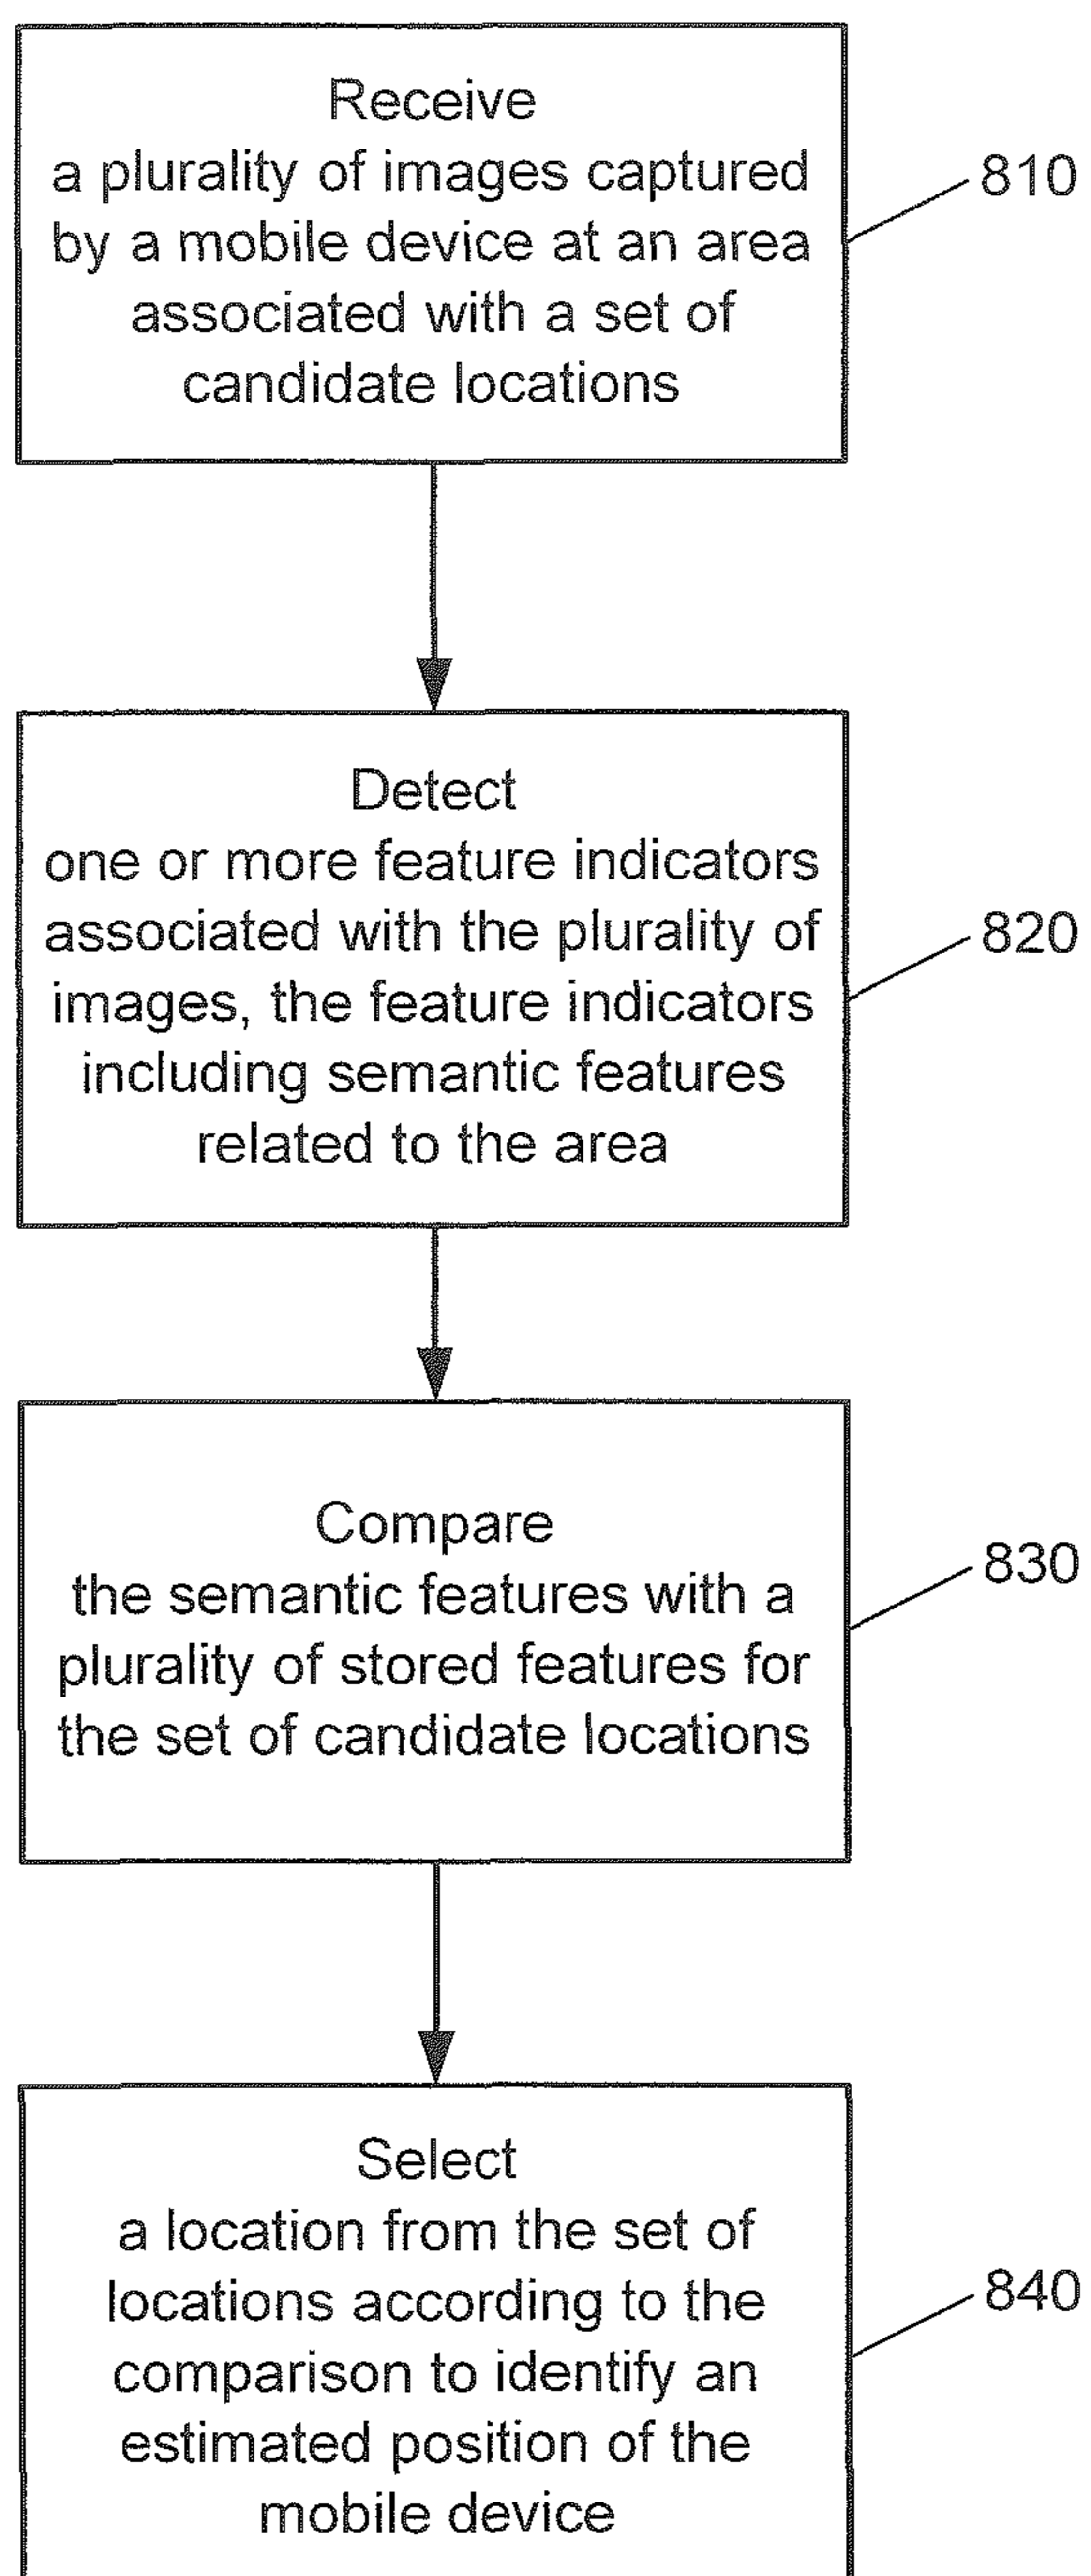 Receive
a plurality of images captured
by a mobile device at an area
associated with a set of
candidate locations
810
Detect
one or more feature indicators
associated with the plurality of
images, the feature indicators
including semantic features
related to the area
820
Compare
the semantic features with a
plurality of stored features for
the set of candidate locations
830
Select
a location from the set of
locations according to the
comparison to identify an
estimated position of the
mobile device
840